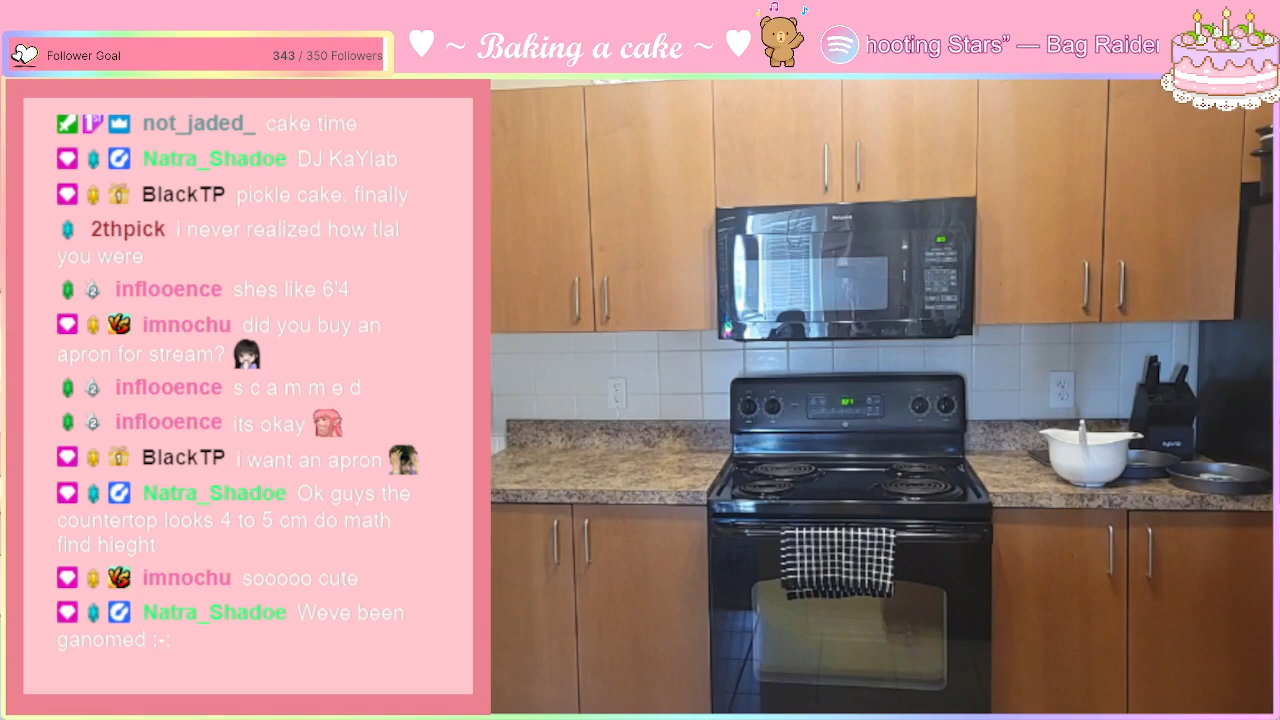 Follower Goal
343 / 350 Followers
~ Baking a cake ~
hooting Stars” — Bag Raider
not_jaded_ cake time
Natra_Shadoe DJ KaYlab
BlackTP pickle cake. finally
2thpick i never realized how tlal
you were
inflooence shes like 6'4
imnochu did you buy an
apron for stream?
inflooence s c a m m e d
inflooence its okay
BlackTP i want an apron
Natra_Shadoe Ok guys the
countertop looks 4 to 5 cm do math
find hieght
imnochu sooooo cute
Natra_Shadoe Weve been
ganomed :-: